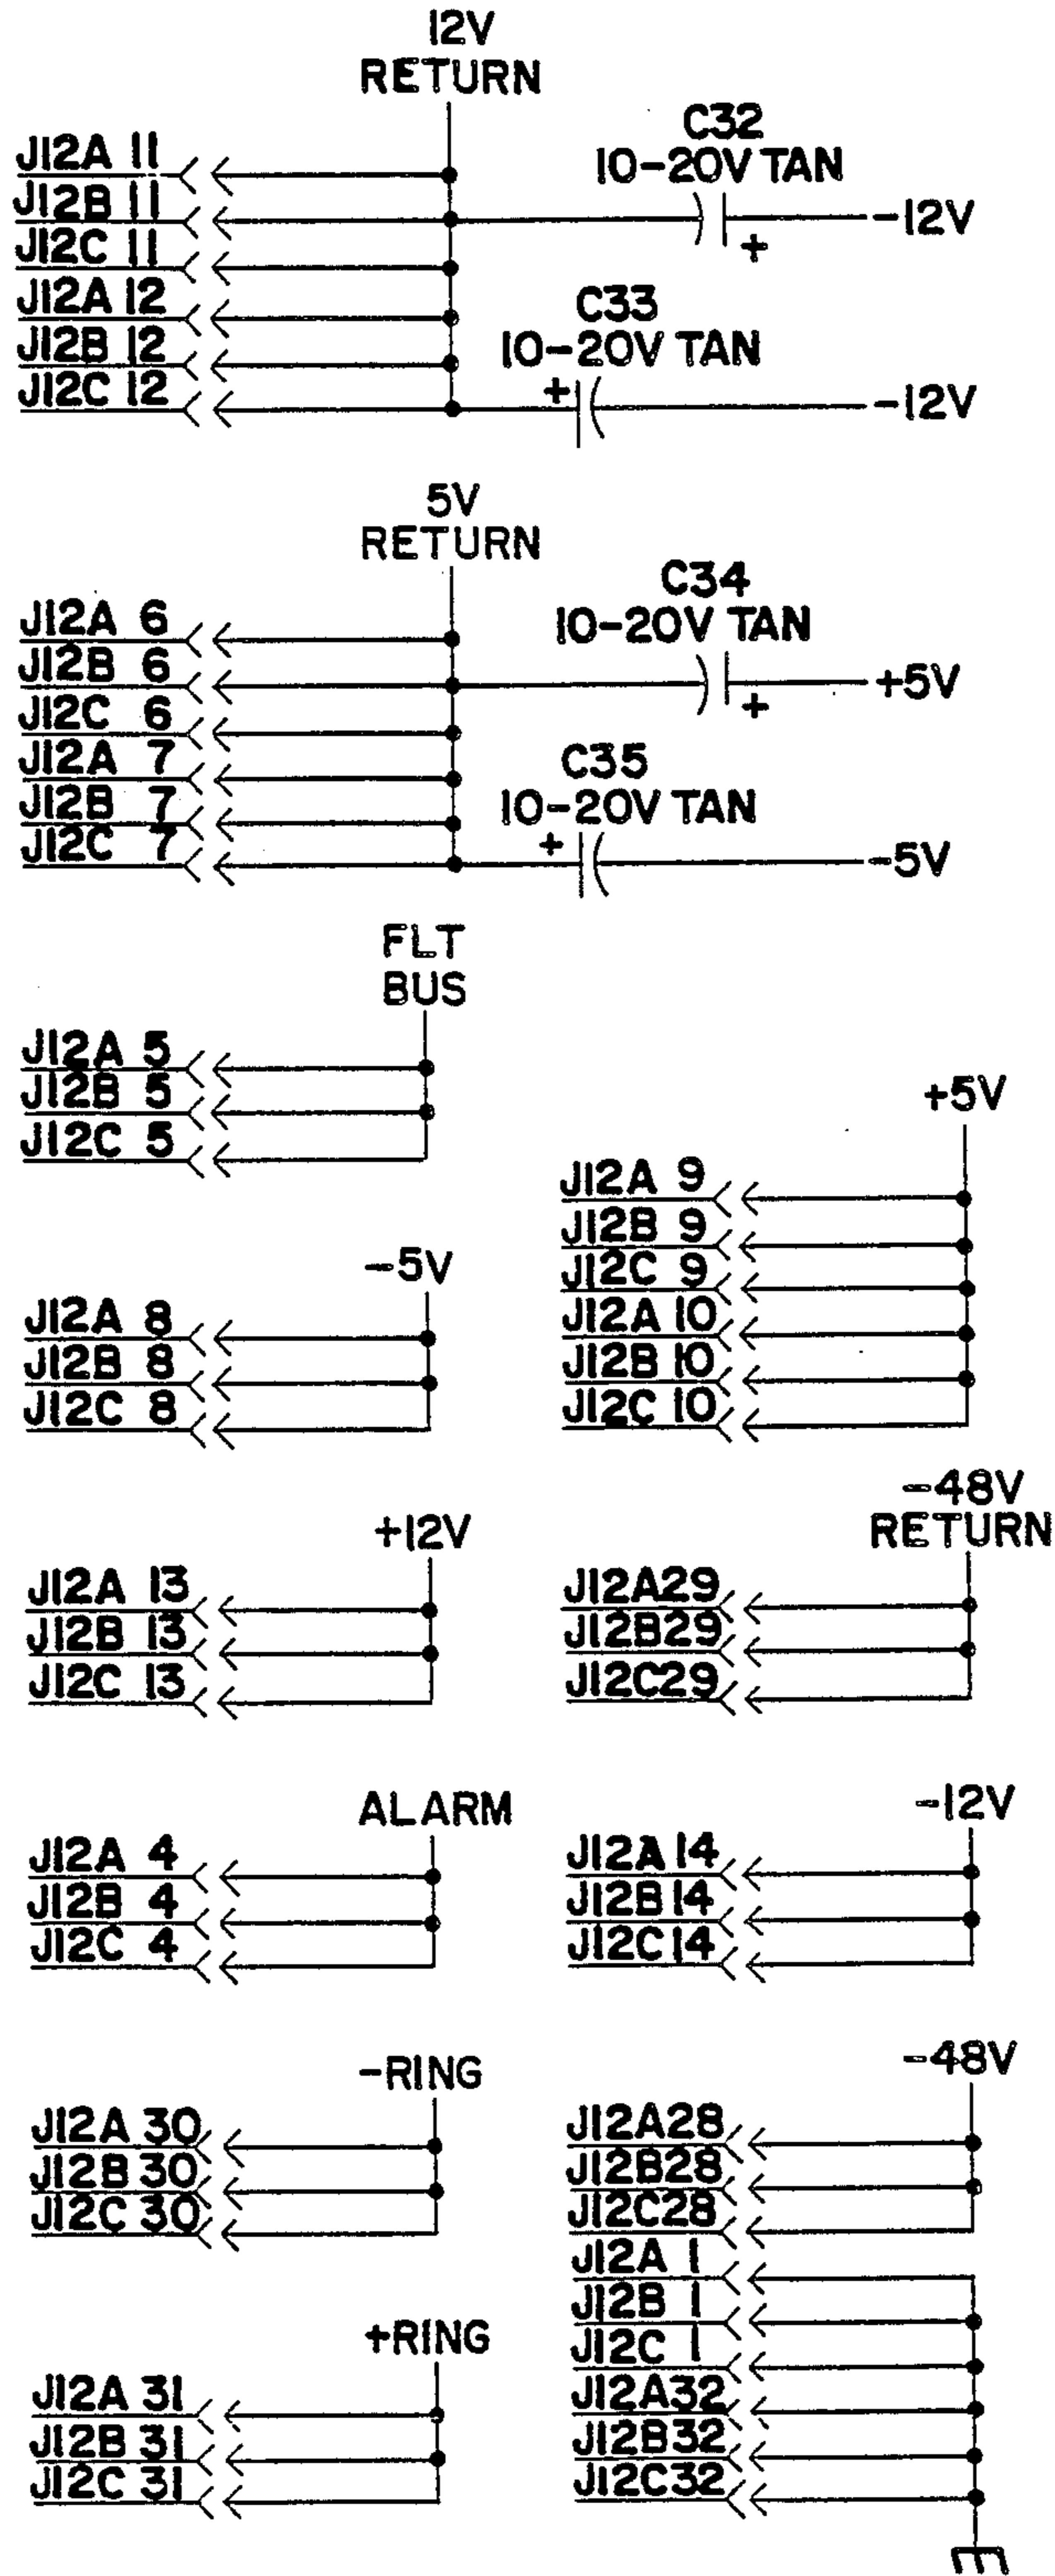 12V
RETURN
J12A 11
J12B 11
J12C 11
J12A 12
J12B 12
J12C 12
C32
10-20V TAN
+
-12V
C33
10-20V TAN
+
-12V
5V
RETURN
J12A 6
J12B 6
J12C 6
J12A 7
J12B 7
J12C 7
C34
10-20V TAN
+
+5V
C35
10-20V TAN
+
-5V
FLT
BUS
J12A 5
J12B 5
J12C 5
+5V
J12A 9
J12B 9
J12C 9
J12A 10
J12B 10
J12C 10
-5V
J12A 8
J12B 8
J12C 8
-48V
RETURN
J12A29
J12B29
J12C29
+12V
J12A 13
J12B 13
J12C 13
ALARM
J12A 4
J12B 4
J12C 4
-12V
J12A 14
J12B 14
J12C 14
-RING
J12A 30
J12B 30
J12C 30
-48V
J12A28
J12B28
J12C28
J12A 1
J12B 1
J12C 1
J12A32
J12B32
J12C32
+RING
J12A 31
J12B 31
J12C 31